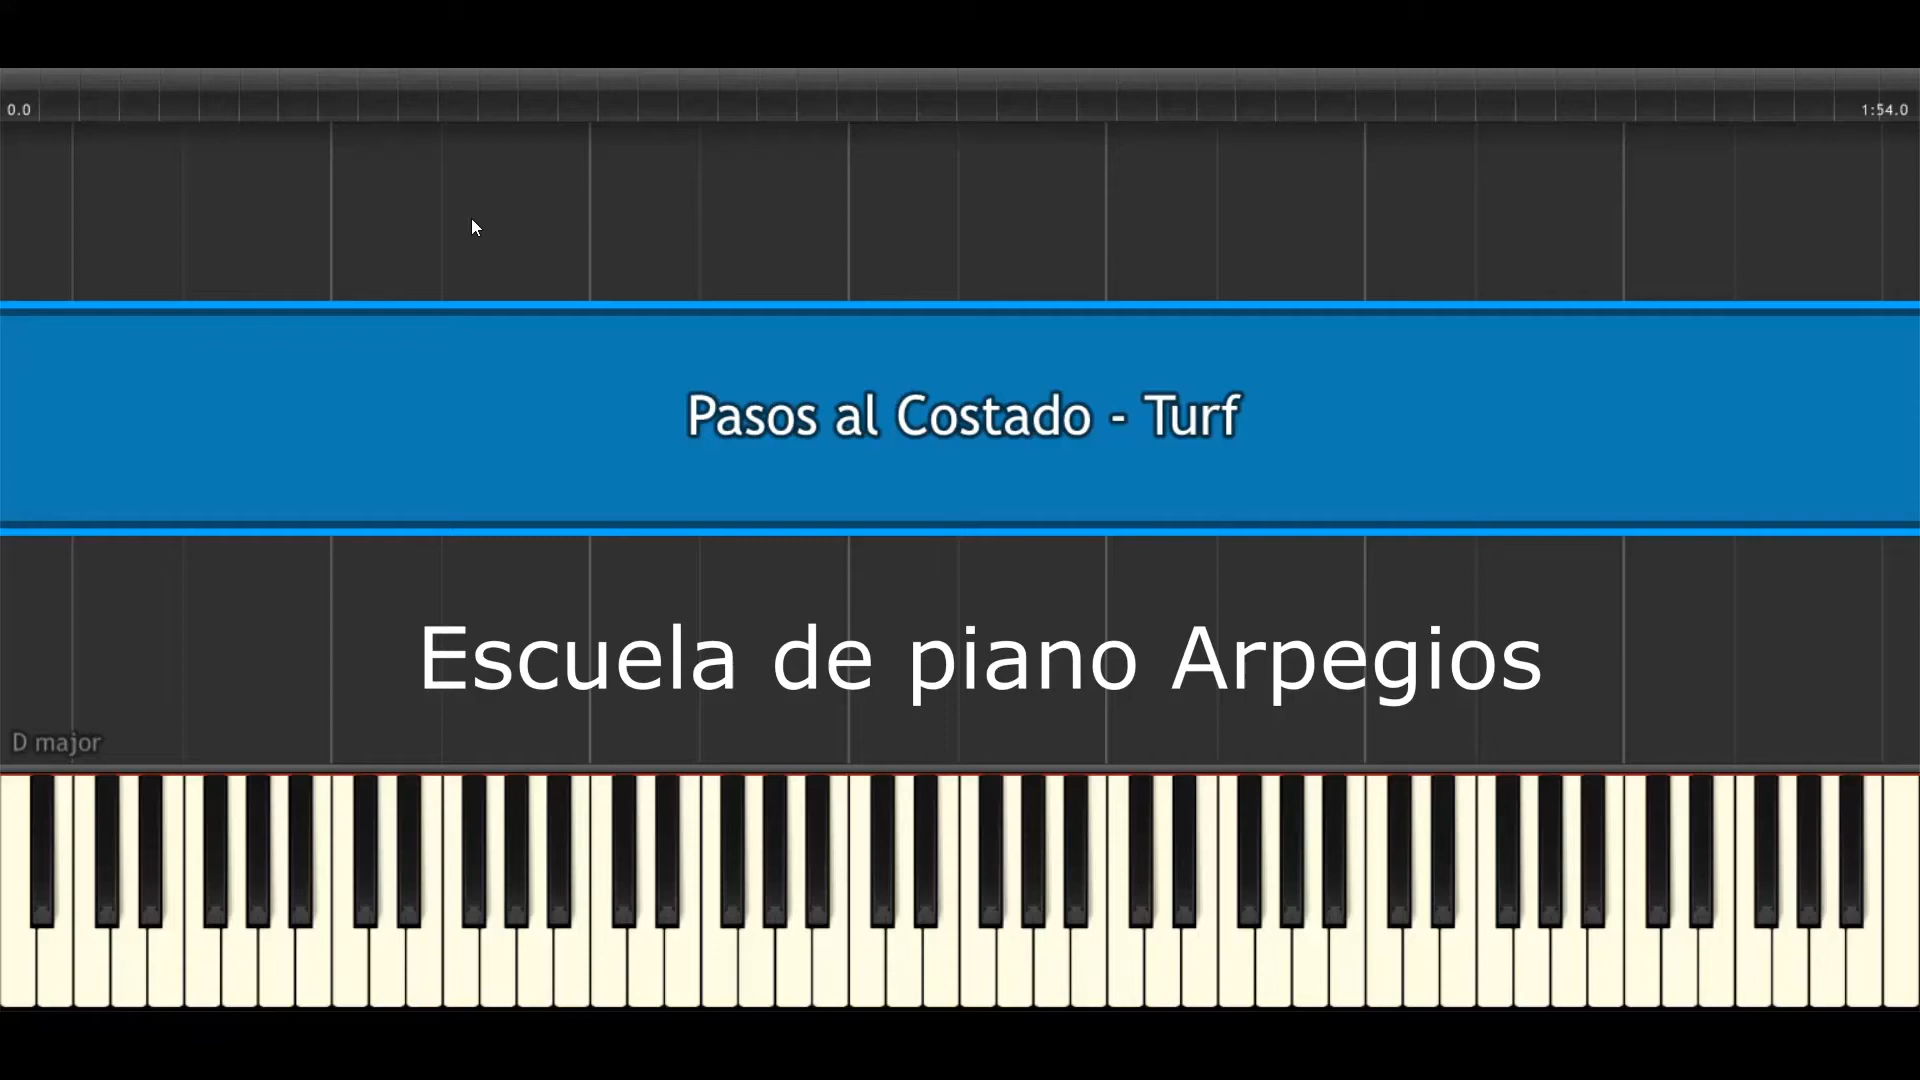 0.0
1:54.0
Pasos al Costado - Turf
Escuela de piano Arpegios
D major